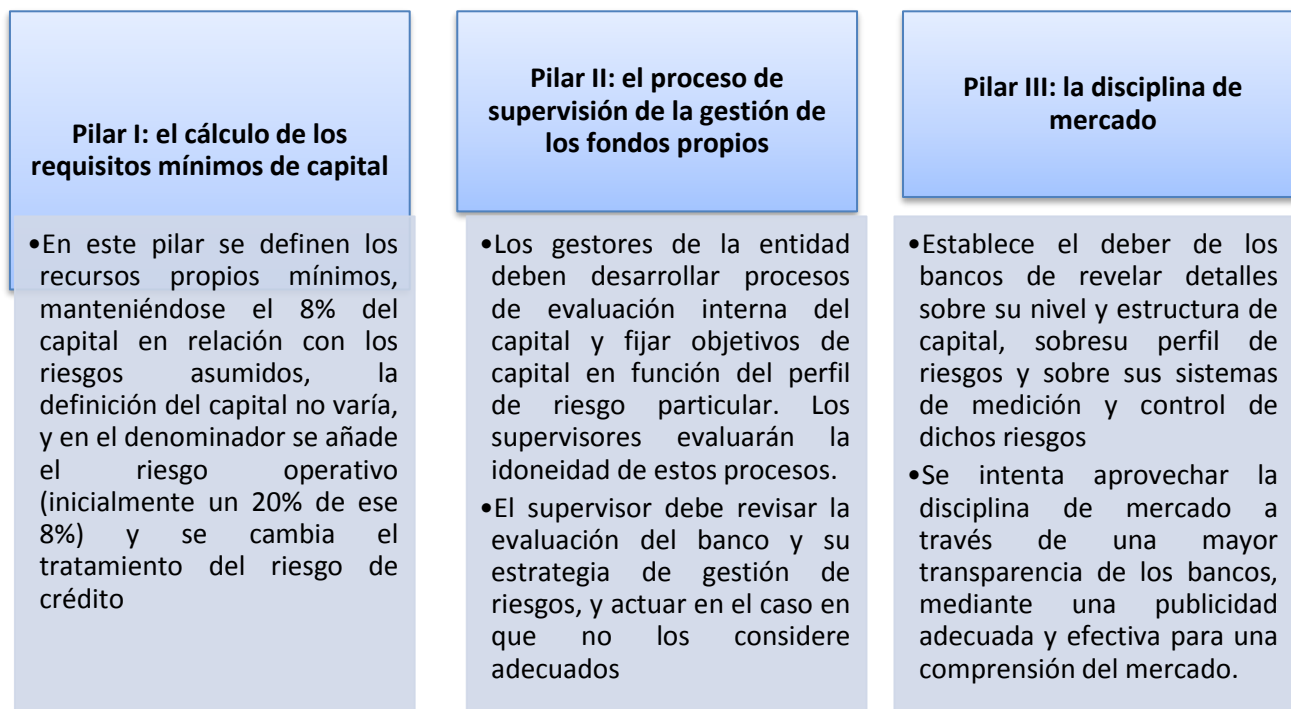 Pilar I: el cálculo de los
requisitos mínimos de capital
•En este pilar se definen los
recursos propios mínimos,
manteniéndose el 8% del
capital en relación con los
riesgos asumidos, la
definición del capital no varía,
y en el denominador se añade
el riesgo operativo
(inicialmente un 20% de ese
8%) y se cambia el
tratamiento del riesgo de
crédito
Pilar II: el proceso de
supervisión de la gestión de
los fondos propios
•Los gestores de la entidad
deben desarrollar procesos
de evaluación interna del
capital y fijar objetivos de
capital en función del perfil
de riesgo particular. Los
supervisores evaluarán la
idoneidad de estos procesos.
•El supervisor debe revisar la
evaluación del banco y su
estrategia de gestión de
riesgos, y actuar en el caso en
que no los considere
adecuados
Pilar III: la disciplina de
mercado
•Establece el deber de los
bancos de revelar detalles
sobre su nivel y estructura de
capital, sobresu perfil de
riesgos y sobre sus sistemas
de medición y control de
dichos riesgos
•Se intenta aprovechar la
disciplina de mercado a
través de una mayor
transparencia de los bancos,
mediante una publicidad
adecuada y efectiva para una
comprensión del mercado.